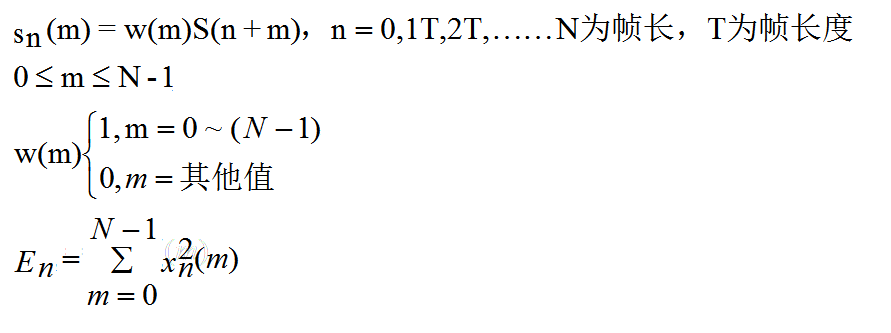 sₙ(m) = w(m)S(n + m)，n = 0,1T,2T,……N为帧长，T为帧长度
0 ≤ m ≤ N - 1
w(m){1, m = 0 ~ (N − 1)
0, m = 其他值
Eₙ = ∑_{m = 0}^{N − 1} xₙ²(m)